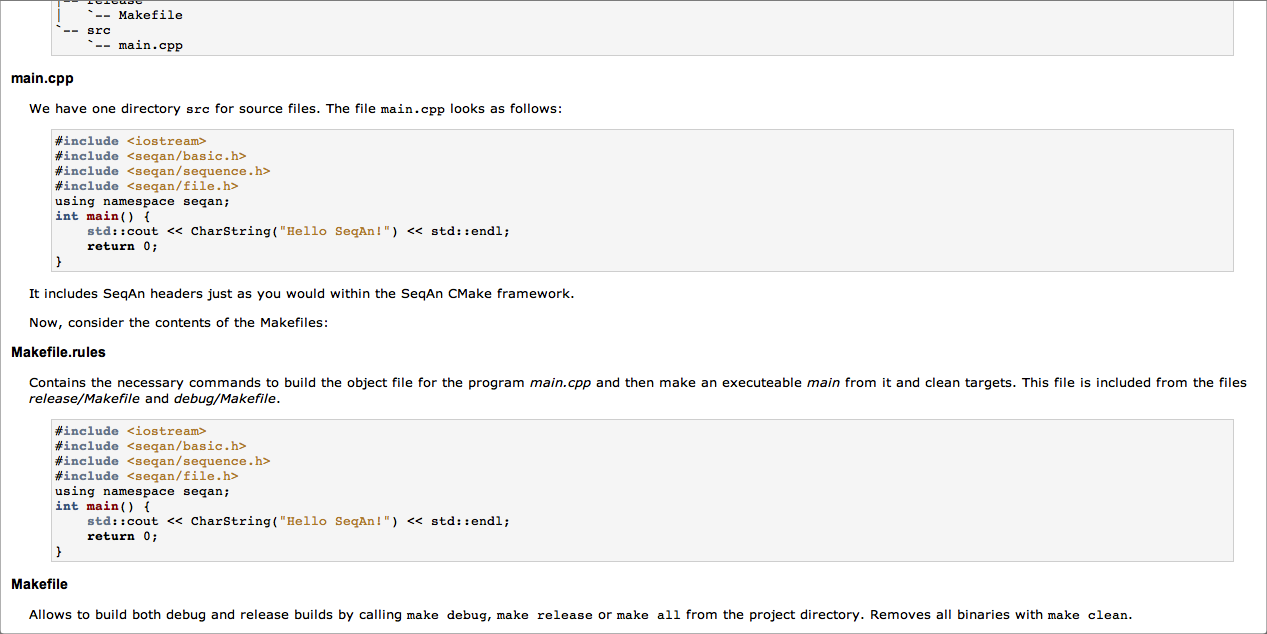 |-- release
|   `-- Makefile
`-- src
    `-- main.cpp
main.cpp
We have one directory src for source files. The file main.cpp looks as follows:
#include <iostream>
#include <seqan/basic.h>
#include <seqan/sequence.h>
#include <seqan/file.h>
using namespace seqan;
int main() {
    std::cout << CharString("Hello SeqAn!") << std::endl;
    return 0;
}
It includes SeqAn headers just as you would within the SeqAn CMake framework.
Now, consider the contents of the Makefiles:
Makefile.rules
Contains the necessary commands to build the object file for the program main.cpp and then make an executeable main from it and clean targets. This file is included from the files
release/Makefile and debug/Makefile.
#include <iostream>
#include <seqan/basic.h>
#include <seqan/sequence.h>
#include <seqan/file.h>
using namespace seqan;
int main() {
    std::cout << CharString("Hello SeqAn!") << std::endl;
    return 0;
}
Makefile
Allows to build both debug and release builds by calling make debug, make release or make all from the project directory. Removes all binaries with make clean.